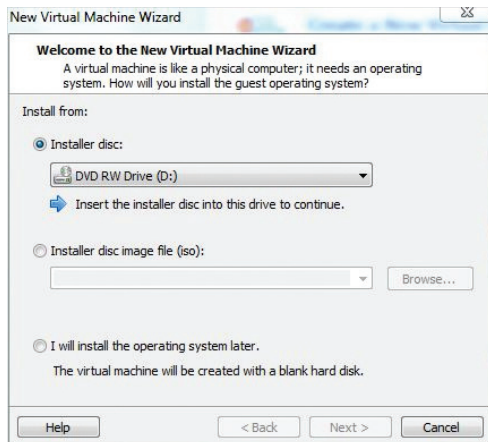 New Virtual Machine Wizard
Welcome to the New Virtual Machine Wizard
A virtual machine is like a physical computer; it needs an operating
system. How will you install the guest operating system?
Install from:
Installer disc:
DVD RW Drive (D:)
Insert the installer disc into this drive to continue.
Installer disc image file (iso):
Browse...
I will install the operating system later.
The virtual machine will be created with a blank hard disk.
Help
< Back
Next >
Cancel